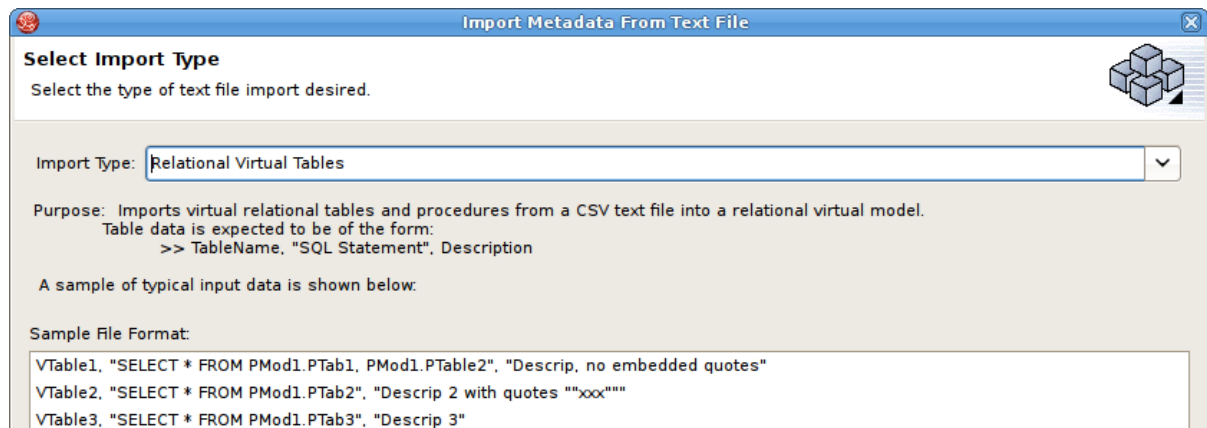 Import Metadata From Text File
Select Import Type
Select the type of text file import desired.
Import Type: Relational Virtual Tables
Purpose: Imports virtual relational tables and procedures from a CSV text file into a relational virtual model.
Table data is expected to be of the form:
>> TableName, "SQL Statement", Description
A sample of typical input data is shown below:
Sample File Format:
VTable1, "SELECT * FROM PMod1.PTab1, PMod1.PTable2", "Descrip, no embedded quotes"
VTable2, "SELECT * FROM PMod1.PTab2", "Descrip 2 with quotes ""xxx"""
VTable3, "SELECT * FROM PMod1.PTab3", "Descrip 3"